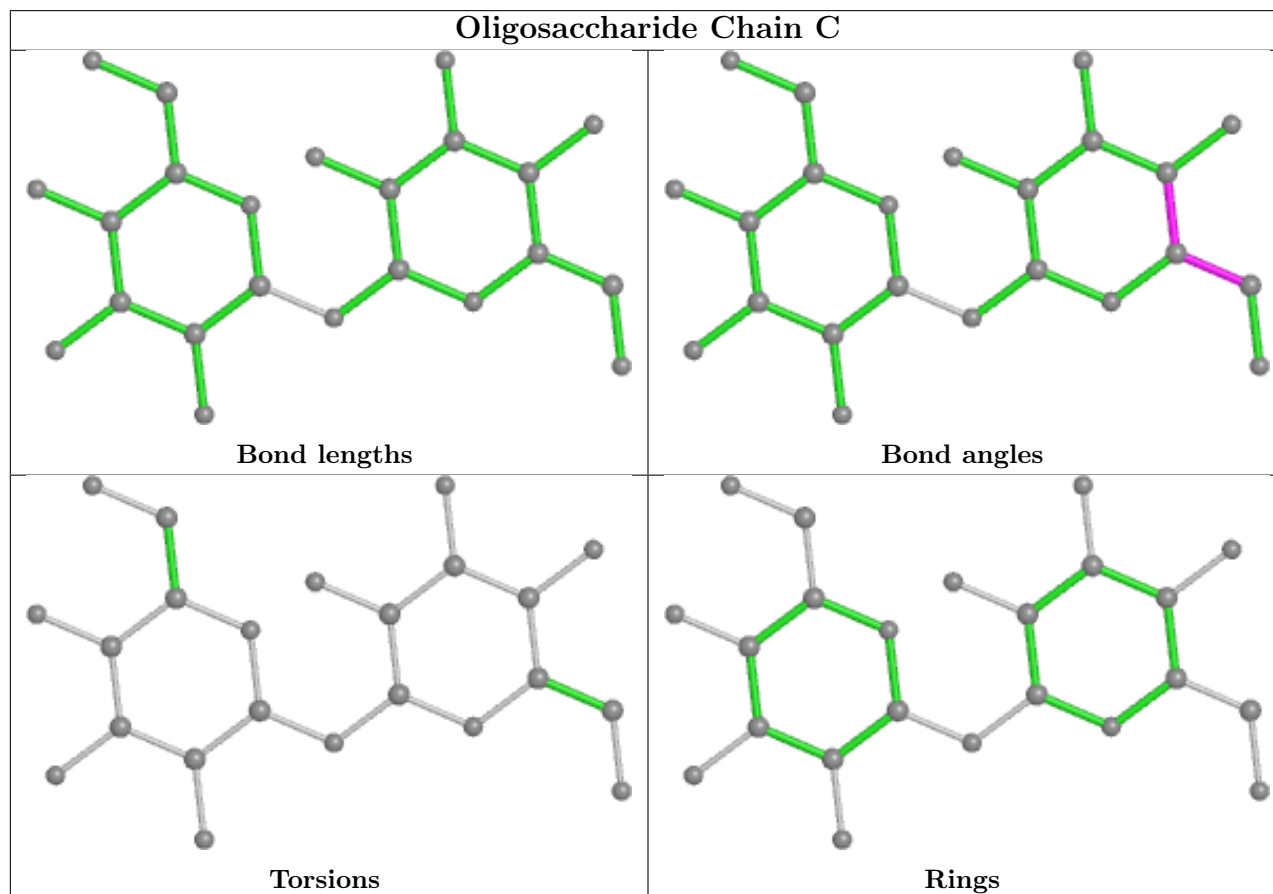 Oligosaccharide Chain C
Bond lengths
Bond angles
Torsions
Rings